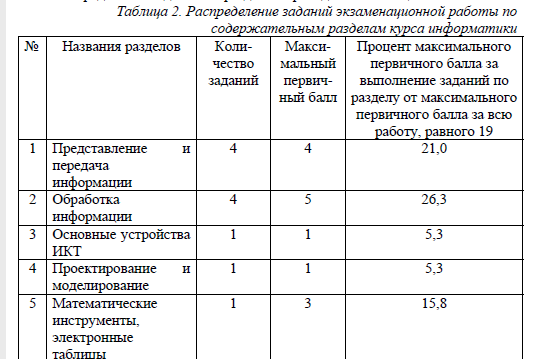 Таблица 2. Распределение заданий экзаменационной работы по
содержательным разделам курса информатики
№ Названия разделов Коли- Макси- Процент максимального
чество мальный первичного балла за
заданий первич- выполнение заданий по
ный балл разделу от максимального
первичного балла за всю
работу, равного 19
1 Представление и 4 4 21,0
передача
информации
2 Обработка 4 5 26,3
информации
3 Основные устройства 1 1 5,3
ИКТ
4 Проектирование и 1 1 5,3
моделирование
5 Математические 1 3 15,8
инструменты,
электронные
таблицы